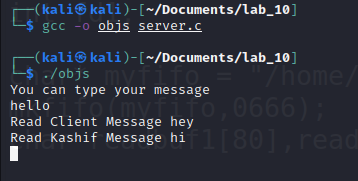 ┌──(kali㉿kali)-[~/Documents/lab_10]
└─$ gcc -o objs server.c
┌──(kali㉿kali)-[~/Documents/lab_10]
└─$ ./objs
You can type your message
hello
Read Client Message hey
Read Kashif Message hi